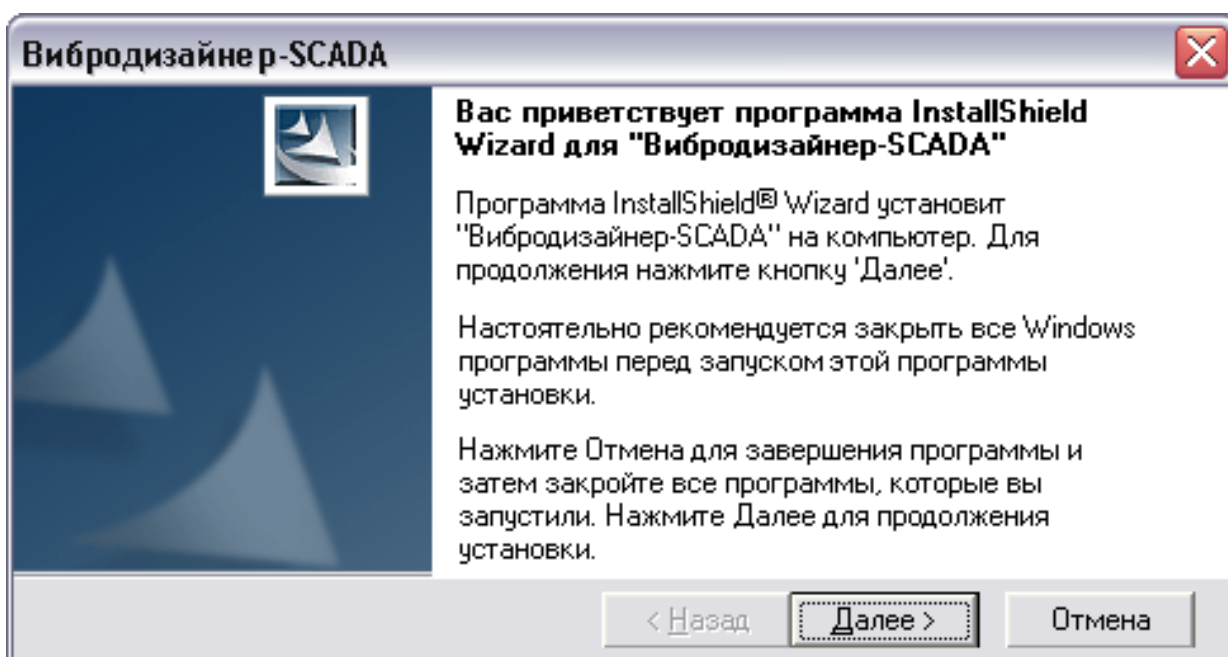 Вибродизайнер-SCADA
Вас приветствует программа InstallShield
Wizard для "Вибродизайнер-SCADA"
Программа InstallShield® Wizard установит
"Вибродизайнер-SCADA" на компьютер. Для
продолжения нажмите кнопку 'Далее'.
Настоятельно рекомендуется закрыть все Windows
программы перед запуском этой программы
установки.
Нажмите Отмена для завершения программы и
затем закройте все программы, которые вы
запустили. Нажмите Далее для продолжения
установки.
< Назад Далее > Отмена